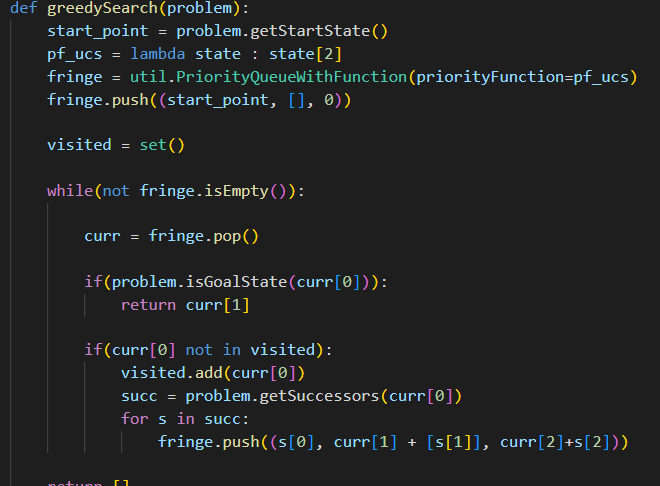 def greedySearch(problem):
    start_point = problem.getStartState()
    pf_ucs = lambda state : state[2]
    fringe = util.PriorityQueueWithFunction(priorityFunction=pf_ucs)
    fringe.push((start_point, [], 0))
    visited = set()
    while(not fringe.isEmpty()):
        curr = fringe.pop()
        if(problem.isGoalState(curr[0])):
            return curr[1]
        if(curr[0] not in visited):
            visited.add(curr[0])
            succ = problem.getSuccessors(curr[0])
            for s in succ:
                fringe.push((s[0], curr[1] + [s[1]], curr[2]+s[2]))
    return []